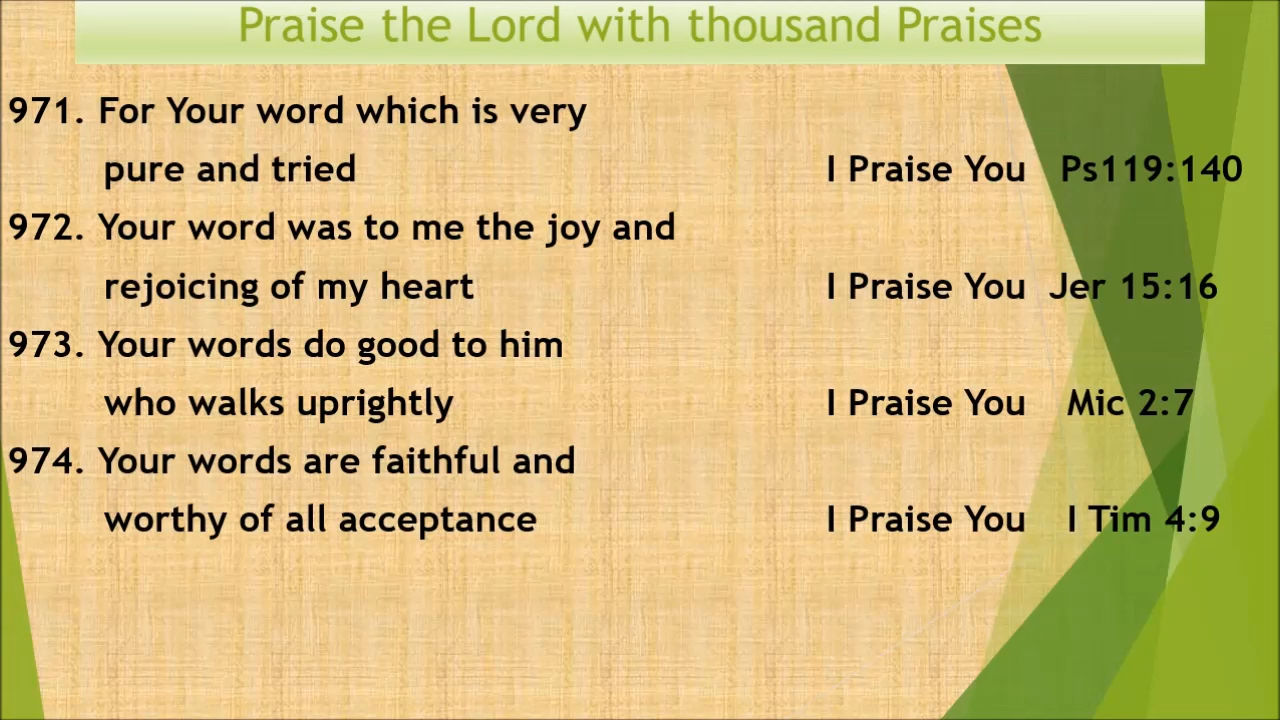 Praise the Lord with thousand Praises
971. For Your word which is very
pure and tried I Praise You Ps119:140
972. Your word was to me the joy and
rejoicing of my heart I Praise You Jer 15:16
973. Your words do good to him
who walks uprightly I Praise You Mic 2:7
974. Your words are faithful and
worthy of all acceptance I Praise You I Tim 4:9